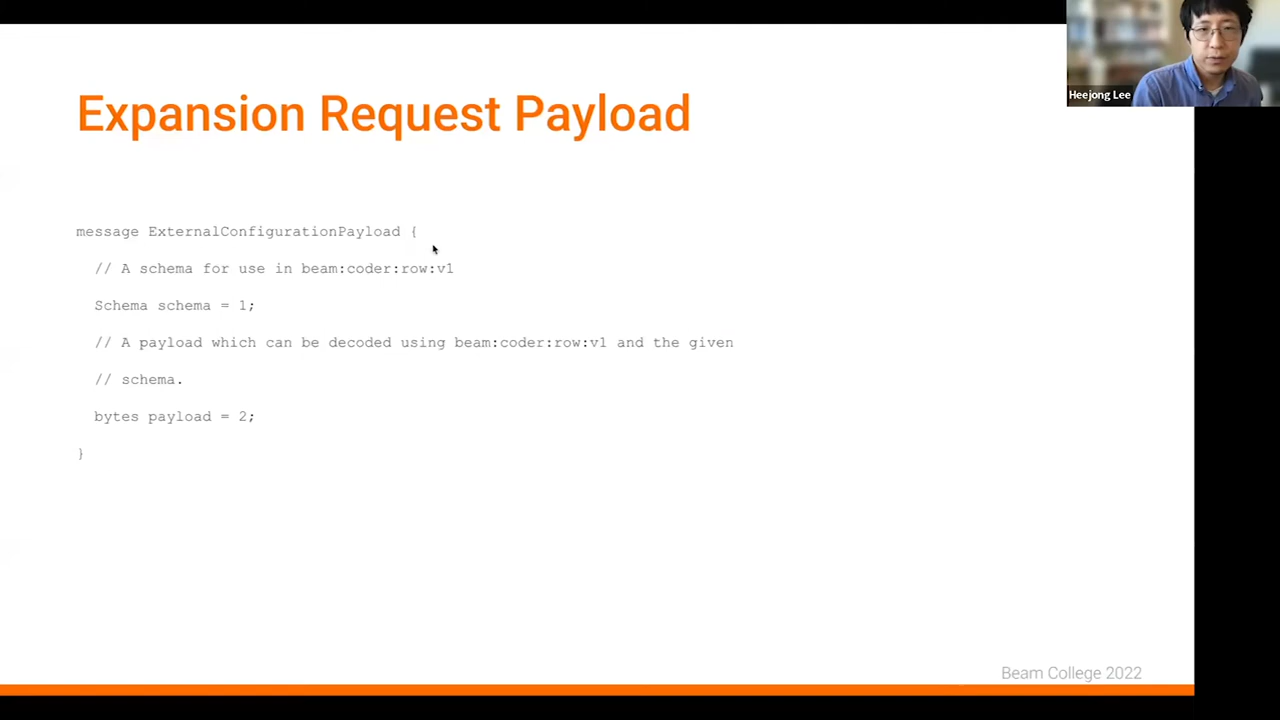 Expansion Request Payload
Heejong Lee
message ExternalConfigurationPayload {
// A schema for use in beam:coder:row:v1
Schema schema = 1;
// A payload which can be decoded using beam:coder:row:v1 and the given
// schema.
bytes payload = 2;
}
Beam College 2022